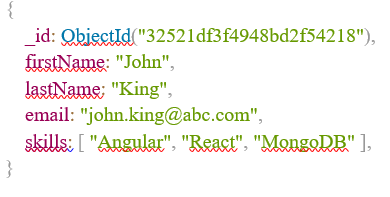 {
_id: ObjectId("32521df3f4948bd2f54218"),
firstName: "John",
lastName: "King",
email: "john.king@abc.com",
skills: [ "Angular", "React", "MongoDB" ],
}